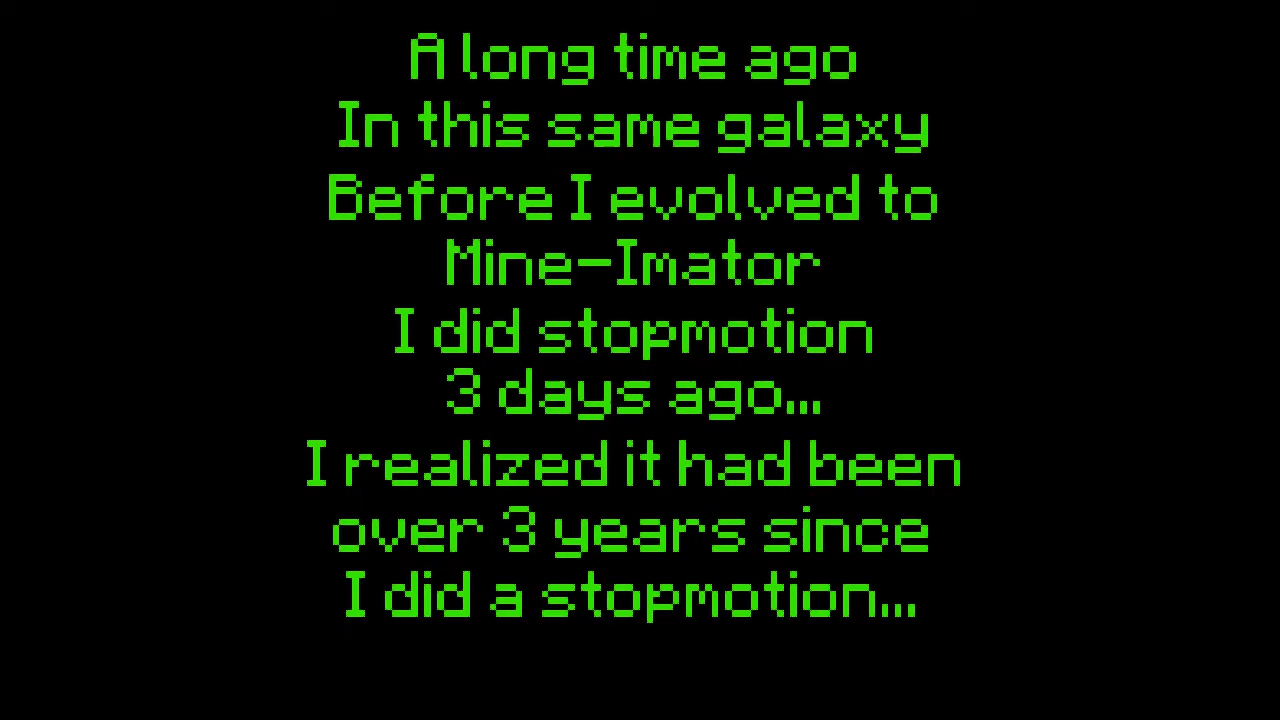 A long time ago
In this same galaxy
Before I evolved to
Mine-Imator
I did stopmotion
3 days ago...
I realized it had been
over 3 years since
I did a stopmotion...